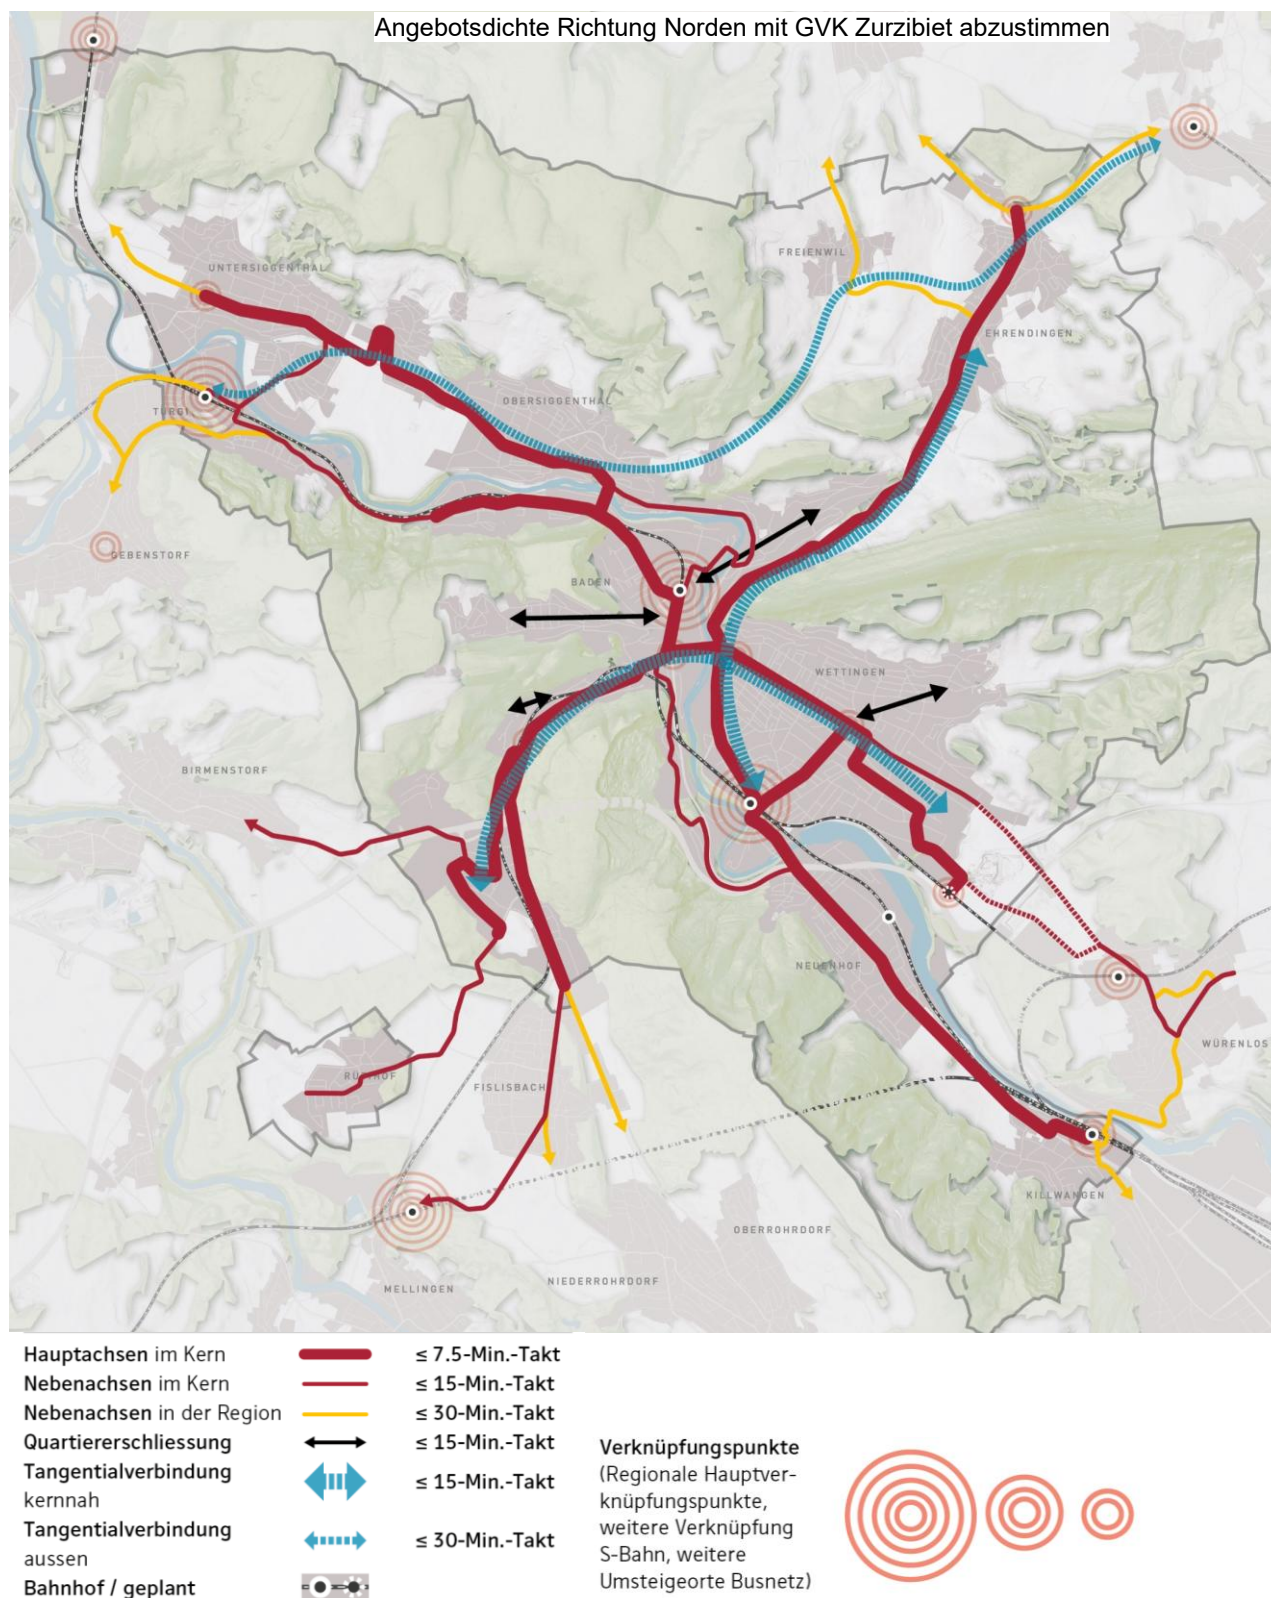 Angebotsdichte Richtung Norden mit GVK Zurzibiet abzustimmen
UNTERSIGGENTHAL
FREIENWIL
EHRENDINGEN
OBERSIGGENTHAL
TURGI
GEBENSTORF
BADEN
WETTINGEN
BIRMENSTORF
NEUENHOF
WÜRENLOS
RÜTIHOF
FISLISBACH
KILLWANGEN
OBERROHRDORF
NIEDERROHRDORF
MELLINGEN
Hauptachsen im Kern ≤ 7.5-Min.-Takt
Nebenachsen im Kern ≤ 15-Min.-Takt
Nebenachsen in der Region ≤ 30-Min.-Takt
Quartiererschliessung ≤ 15-Min.-Takt
Tangentialverbindung
kernnah ≤ 15-Min.-Takt
Tangentialverbindung
aussen ≤ 30-Min.-Takt
Bahnhof / geplant
Verknüpfungspunkte
(Regionale Hauptver-
knüpfungspunkte,
weitere Verknüpfung
S-Bahn, weitere
Umsteigeorte Busnetz)